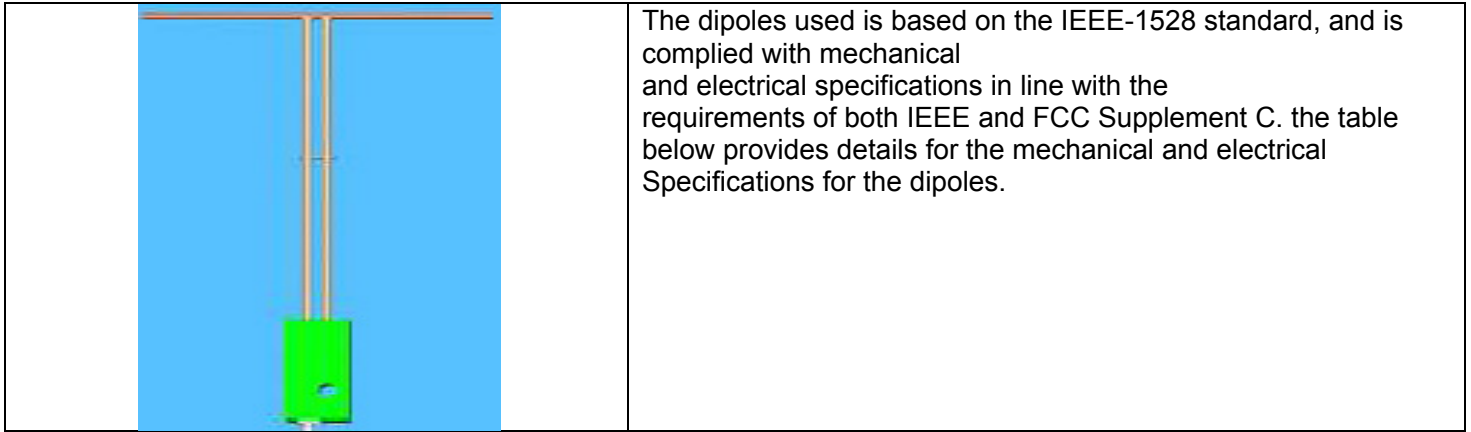 The dipoles used is based on the IEEE-1528 standard, and is
complied with mechanical
and electrical specifications in line with the
requirements of both IEEE and FCC Supplement C. the table
below provides details for the mechanical and electrical
Specifications for the dipoles.